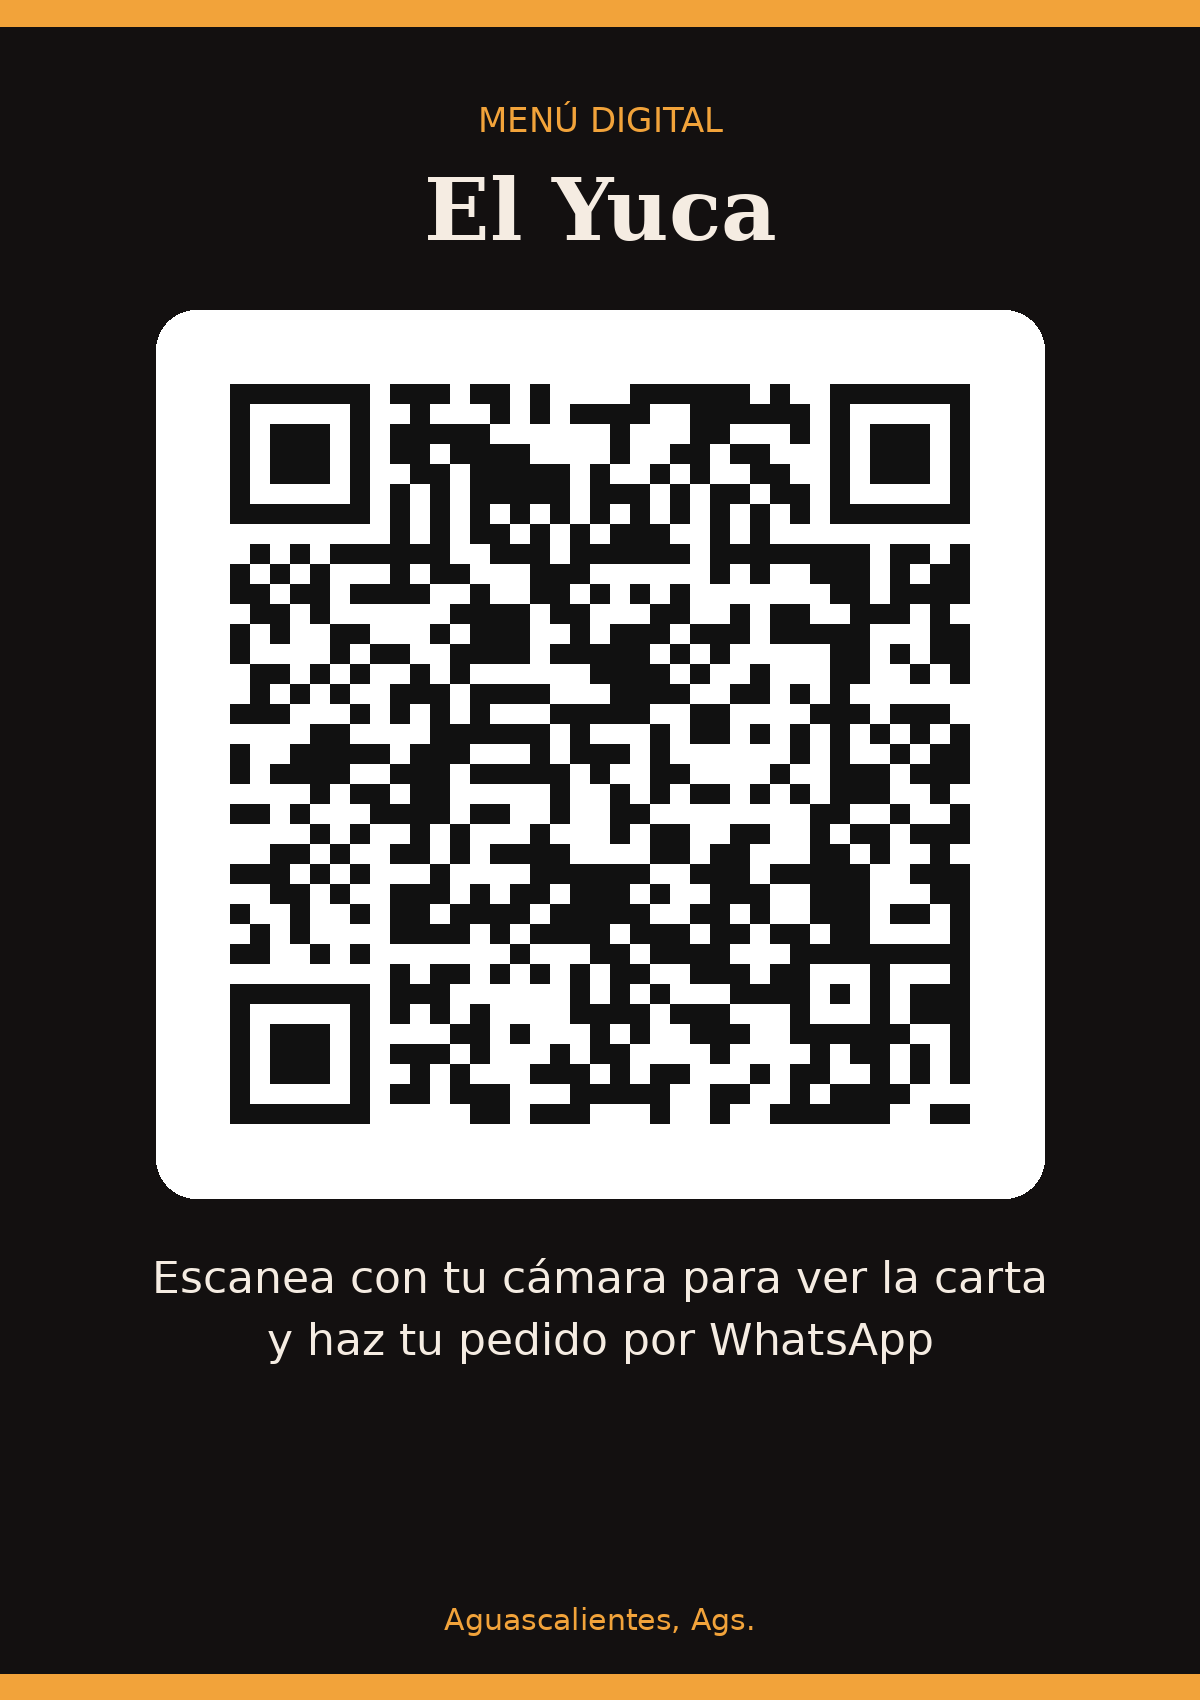 MENÚ DIGITAL
El Yuca
Escanea con tu cámara para ver la carta
y haz tu pedido por WhatsApp
Aguascalientes, Ags.